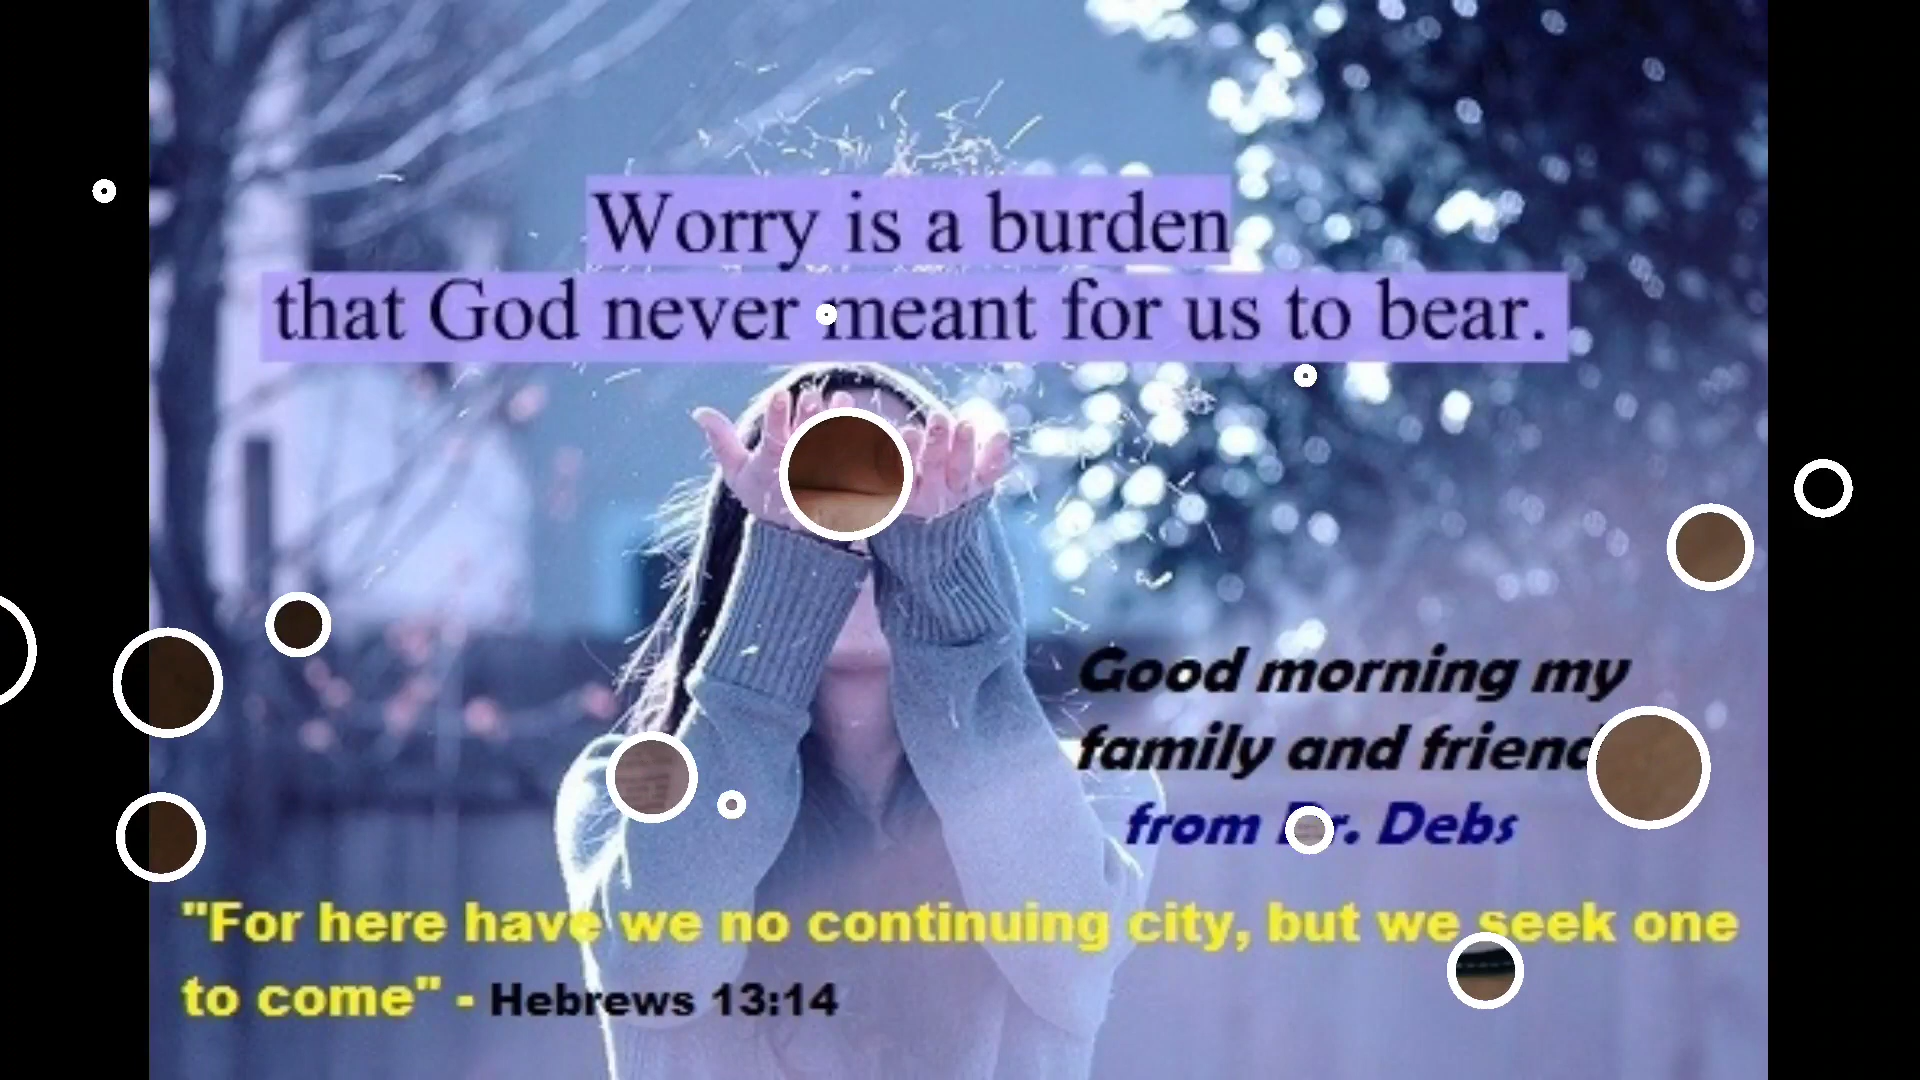 Worry is a burden
that God never meant for us to bear.
Good morning my
family and
from Debs
"For here have we no continuing city, but we seek one
to come" - Hebrews 13:14